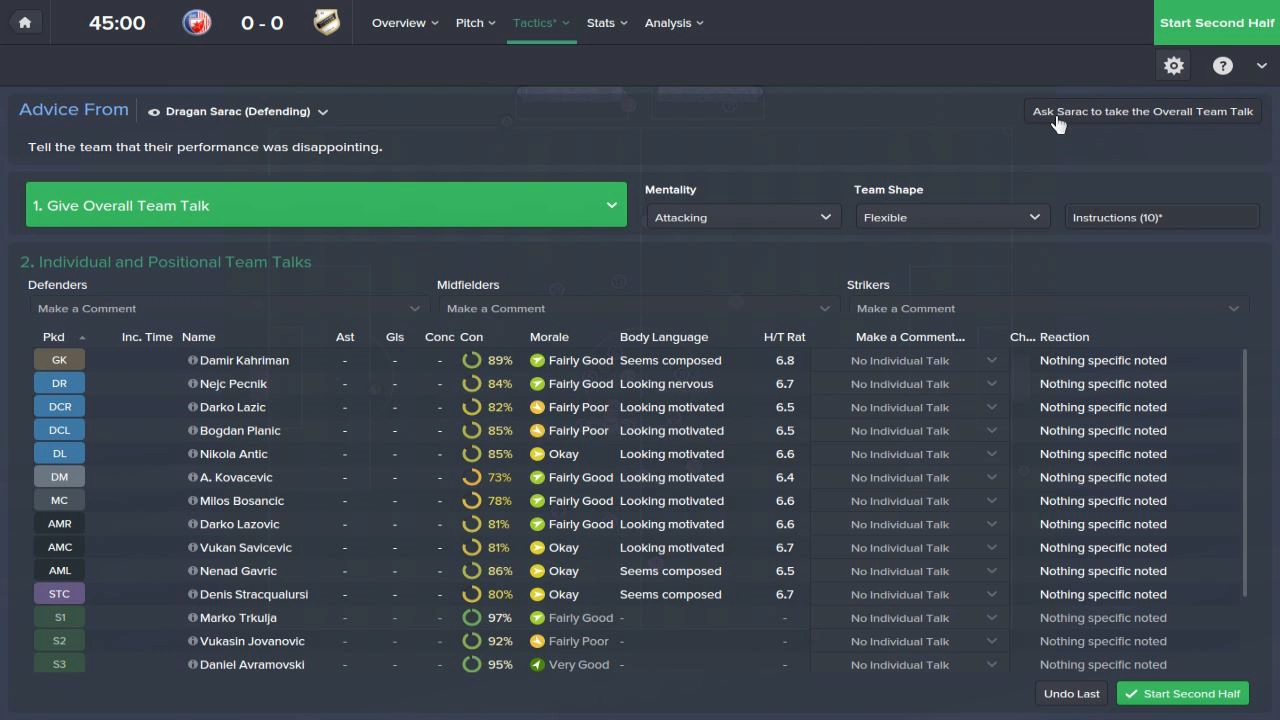 45:00 0 - 0 Overview Pitch Tactics* Stats Analysis Start Second Half
?
Advice From Dragan Sarac (Defending) Ask Sarac to take the Overall Team Talk
Tell the team that their performance was disappointing.
Mentality Team Shape
1. Give Overall Team Talk Attacking Flexible Instructions (10)*
2. Individual and Positional Team Talks
Defenders Midfielders Strikers
Make a Comment Make a Comment Make a Comment
Pkd Inc. Time Name Ast Gls Conc Con Morale Body Language H/T Rat Make a Comment... Ch... Reaction
GK Damir Kahriman - - - 89% Fairly Good Seems composed 6.8 No Individual Talk Nothing specific noted
DR Nejc Pecnik - - - 84% Fairly Good Looking nervous 6.7 No Individual Talk Nothing specific noted
DCR Darko Lazic - - - 82% Fairly Poor Looking motivated 6.5 No Individual Talk Nothing specific noted
DCL Bogdan Planic - - - 85% Fairly Poor Looking motivated 6.5 No Individual Talk Nothing specific noted
DL Nikola Antic - - - 85% Okay Looking motivated 6.6 No Individual Talk Nothing specific noted
DM A. Kovacevic - - - 73% Fairly Good Looking motivated 6.4 No Individual Talk Nothing specific noted
MC Milos Bosancic - - - 78% Fairly Good Looking motivated 6.6 No Individual Talk Nothing specific noted
AMR Darko Lazovic - - - 81% Fairly Good Looking motivated 6.6 No Individual Talk Nothing specific noted
AMC Vukan Savicevic - - - 81% Okay Looking motivated 6.7 No Individual Talk Nothing specific noted
AML Nenad Gavric - - - 86% Okay Seems composed 6.5 No Individual Talk Nothing specific noted
STC Denis Stracqualursi - - - 80% Okay Seems composed 6.7 No Individual Talk Nothing specific noted
S1 Marko Trkulja - - - 97% Fairly Good - - No Individual Talk Nothing specific noted
S2 Vukasin Jovanovic - - - 92% Fairly Poor - - No Individual Talk Nothing specific noted
S3 Daniel Avramovski - - - 95% Very Good - - No Individual Talk Nothing specific noted
Undo Last Start Second Half